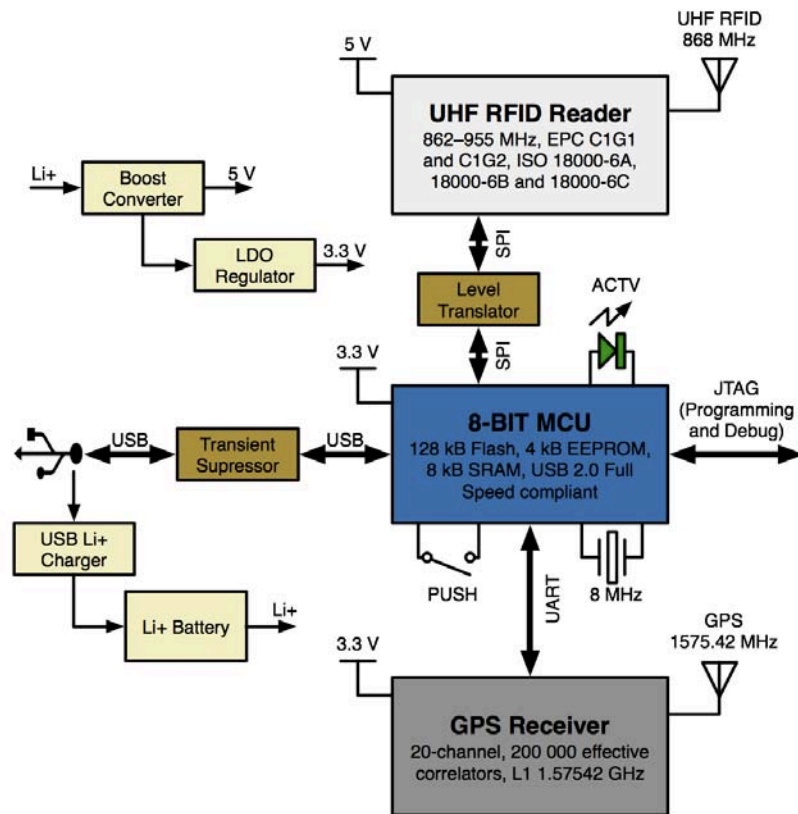 UHF RFID
868 MHz
5 V
UHF RFID Reader
862–955 MHz, EPC C1G1
and C1G2, ISO 18000-6A,
18000-6B and 18000-6C
Li+
Boost
Converter
5 V
LDO
Regulator
3.3 V
SPI
Level
Translator
SPI
ACTV
3.3 V
8-BIT MCU
128 kB Flash, 4 kB EEPROM,
8 kB SRAM, USB 2.0 Full
Speed compliant
JTAG
(Programming
and Debug)
USB
Transient
Supressor
USB
USB Li+
Charger
Li+ Battery
Li+
PUSH
UART
8 MHz
GPS
1575.42 MHz
3.3 V
GPS Receiver
20-channel, 200 000 effective
correlators, L1 1.57542 GHz